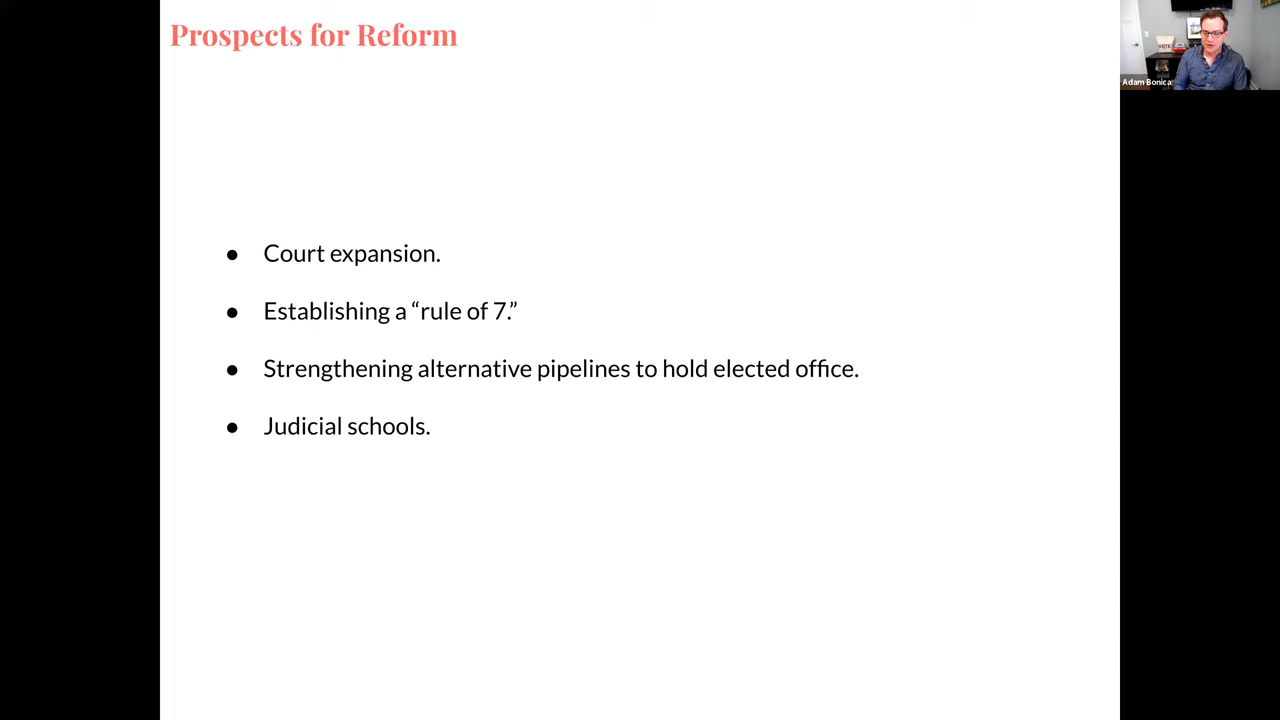 Prospects for Reform
VOTE
Adam Bonica
● Court expansion.
● Establishing a “rule of 7.”
● Strengthening alternative pipelines to hold elected office.
● Judicial schools.